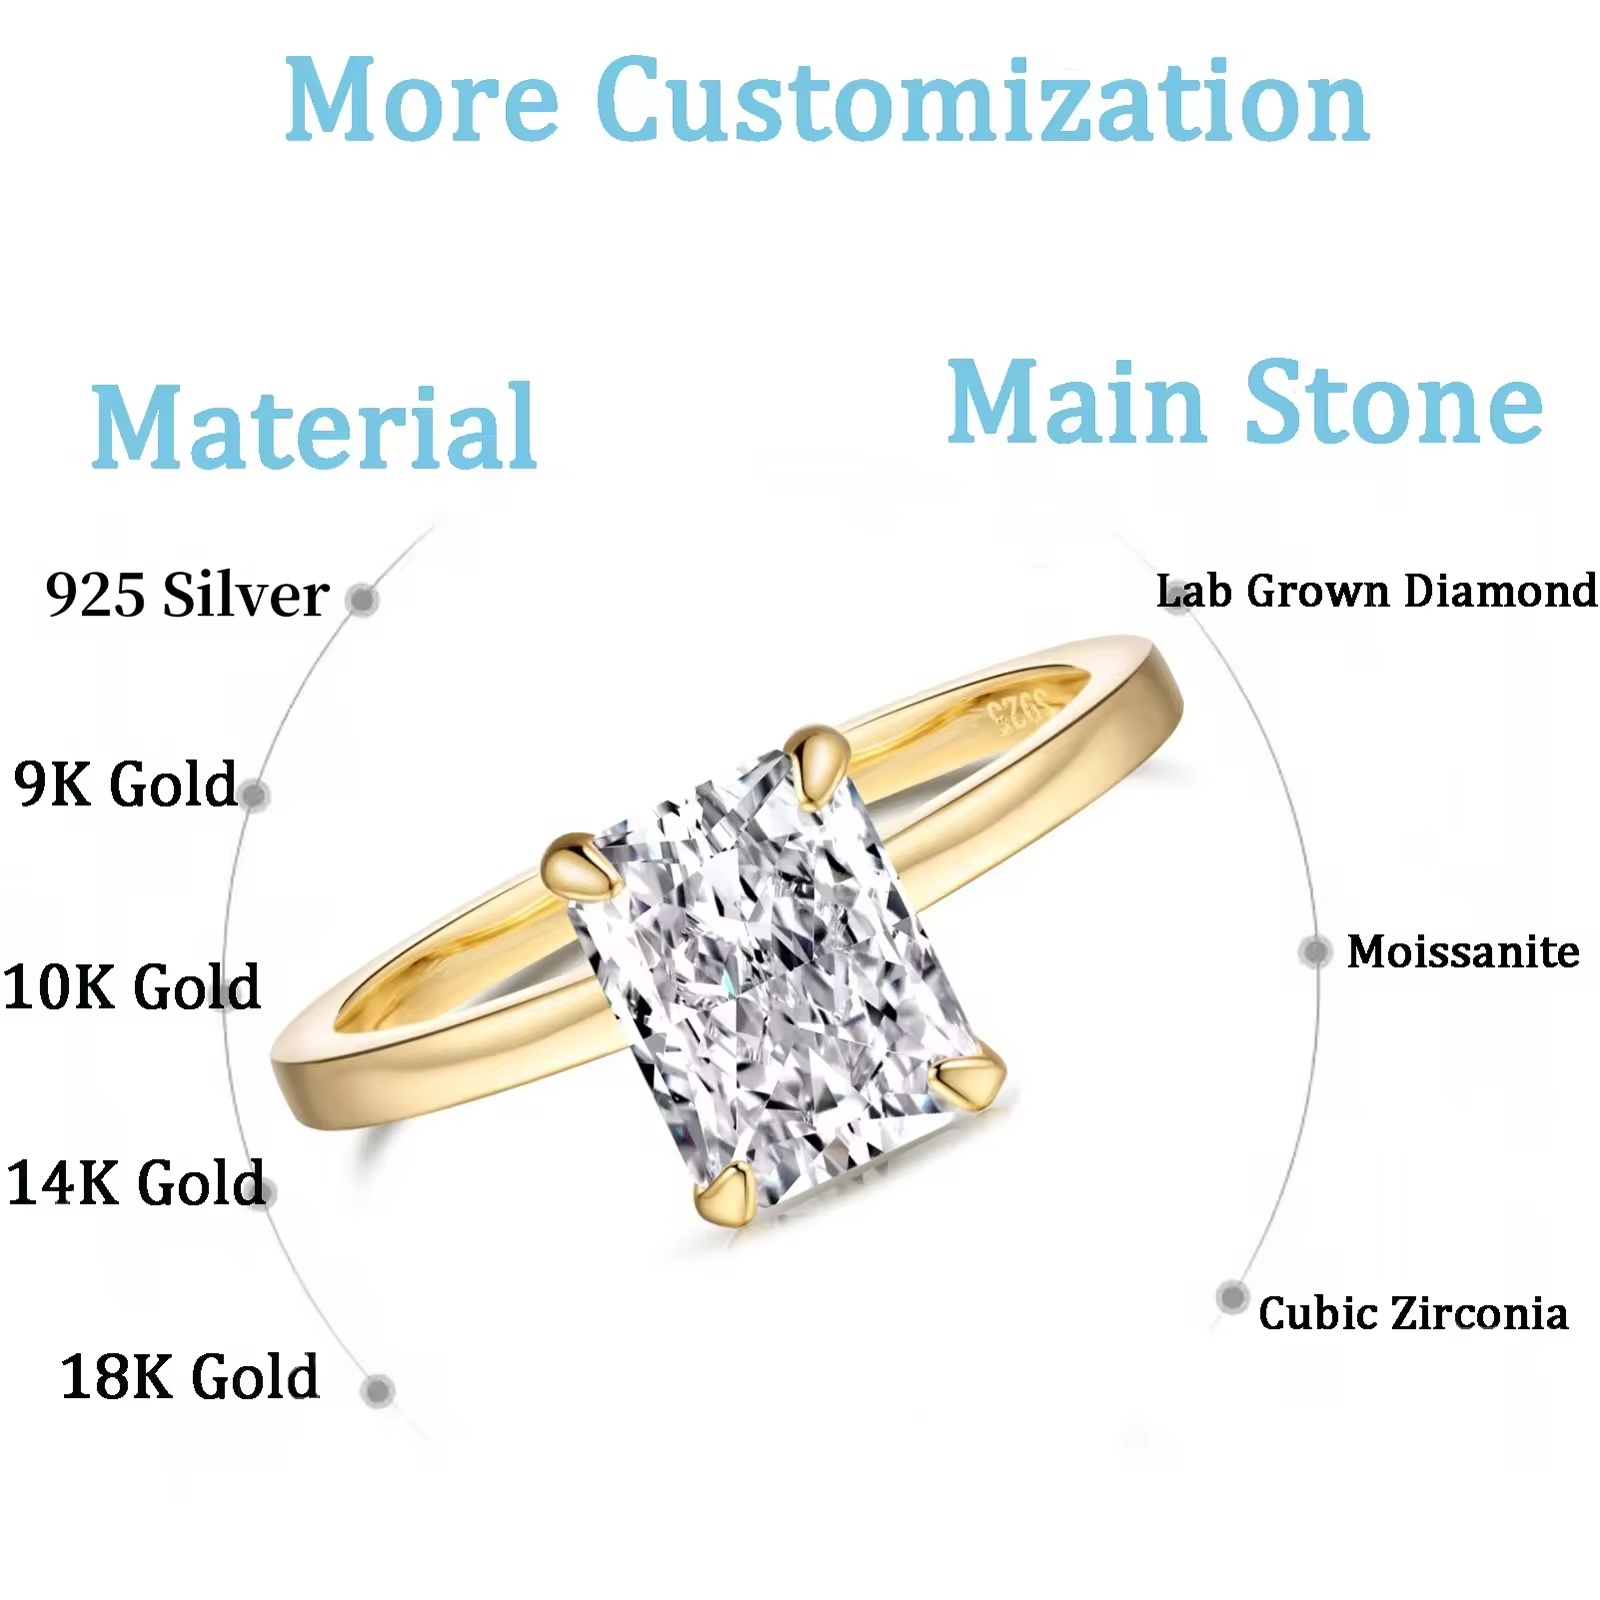 More Customization
Material
925 Silver
9K Gold
10K Gold
14K Gold
18K Gold
Main Stone
Lab Grown Diamond
Moissanite
Cubic Zirconia
S925